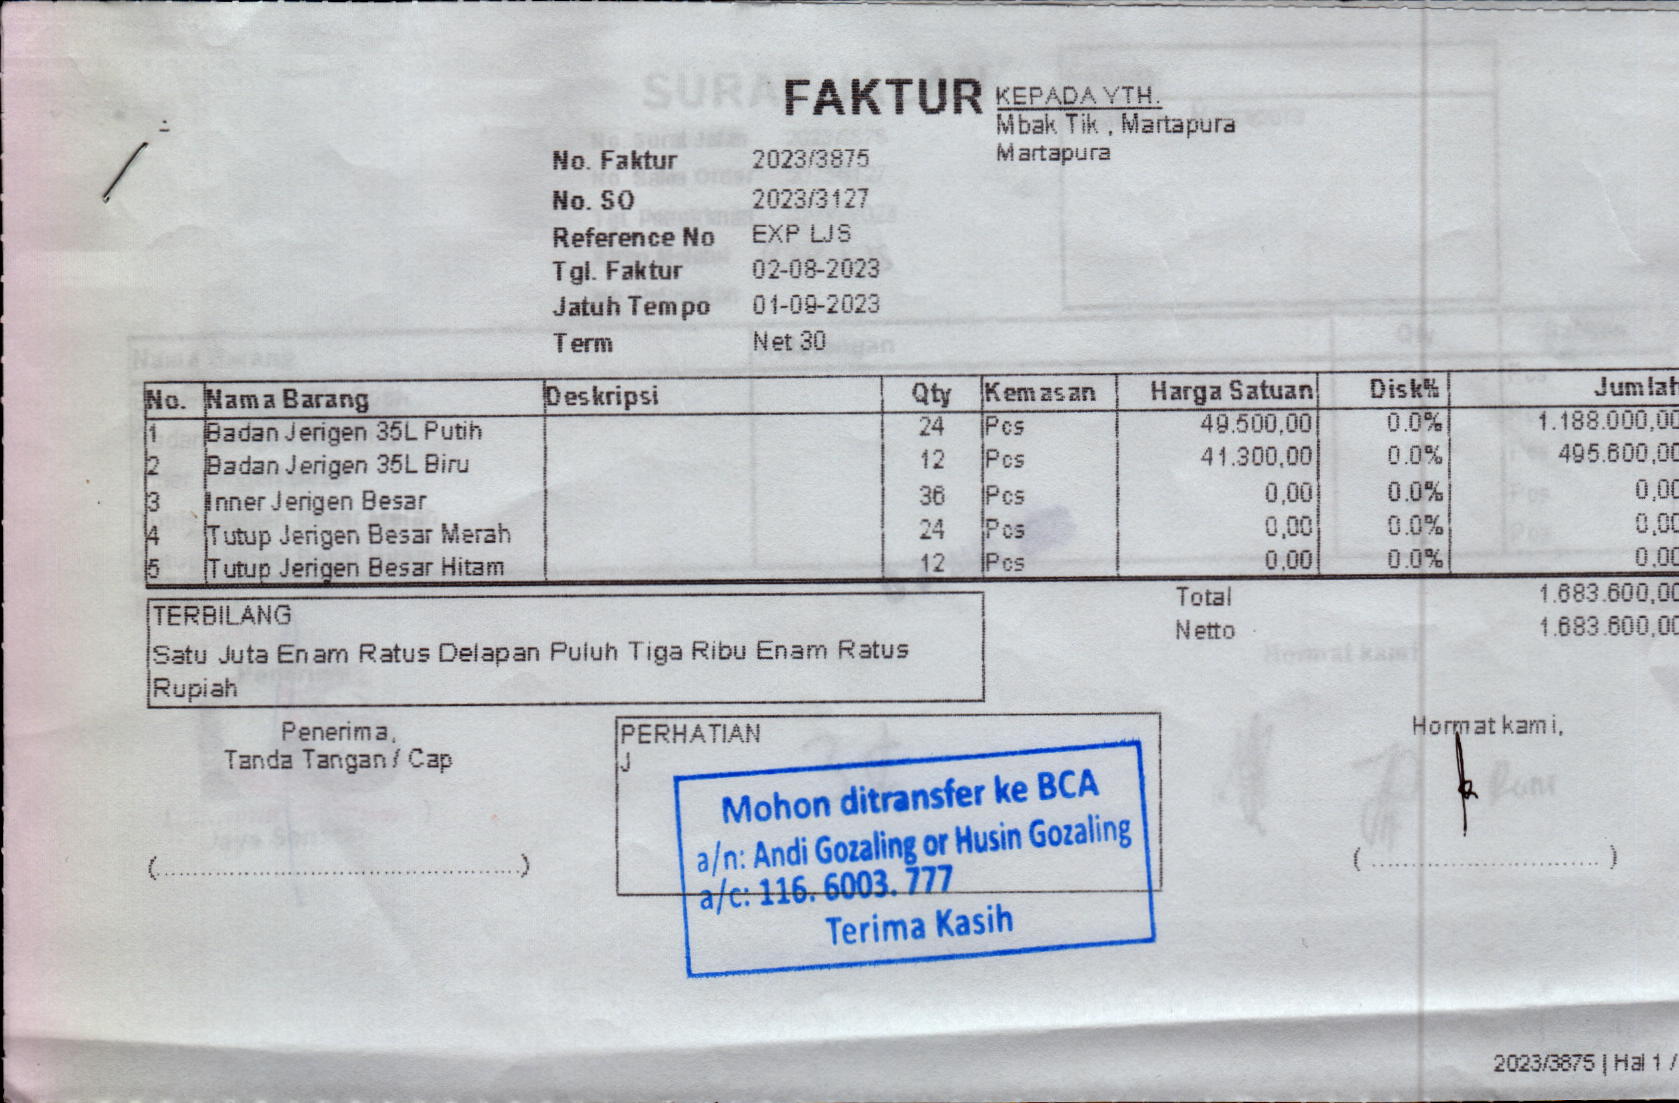 FAKTUR
KEPADA YTH.
Mbak Tik , Martapura
Martapura
No. Faktur 2023/3875
No. SO 2023/3127
Reference No EXP LJS
Tgl. Faktur 02-08-2023
Jatuh Tempo 01-09-2023
Term Net 30
No. Nama Barang Deskripsi Qty Kemasan Harga Satuan Disk% Jumlah
1 Badan Jerigen 35L Putih 24 Pcs 49.500,00 0.0% 1.188.000,00
2 Badan Jerigen 35L Biru 12 Pcs 41.300,00 0.0% 495.600,00
3 Inner Jerigen Besar 36 Pcs 0,00 0.0% 0,00
4 Tutup Jerigen Besar Merah 24 Pcs 0,00 0.0% 0,00
5 Tutup Jerigen Besar Hitam 12 Pcs 0,00 0.0% 0,00
Total 1.683.600,00
Netto 1.683.600,00
TERBILANG
Satu Juta Enam Ratus Delapan Puluh Tiga Ribu Enam Ratus
Rupiah
Penerima,
Tanda Tangan / Cap
(....................................................)
PERHATIAN
J
Mohon ditransfer ke BCA
a/n: Andi Gozaling or Husin Gozaling
a/c: 116. 6003. 777
Terima Kasih
Hormat kami,
( ................................. )
2023/3875 | Hal 1 /